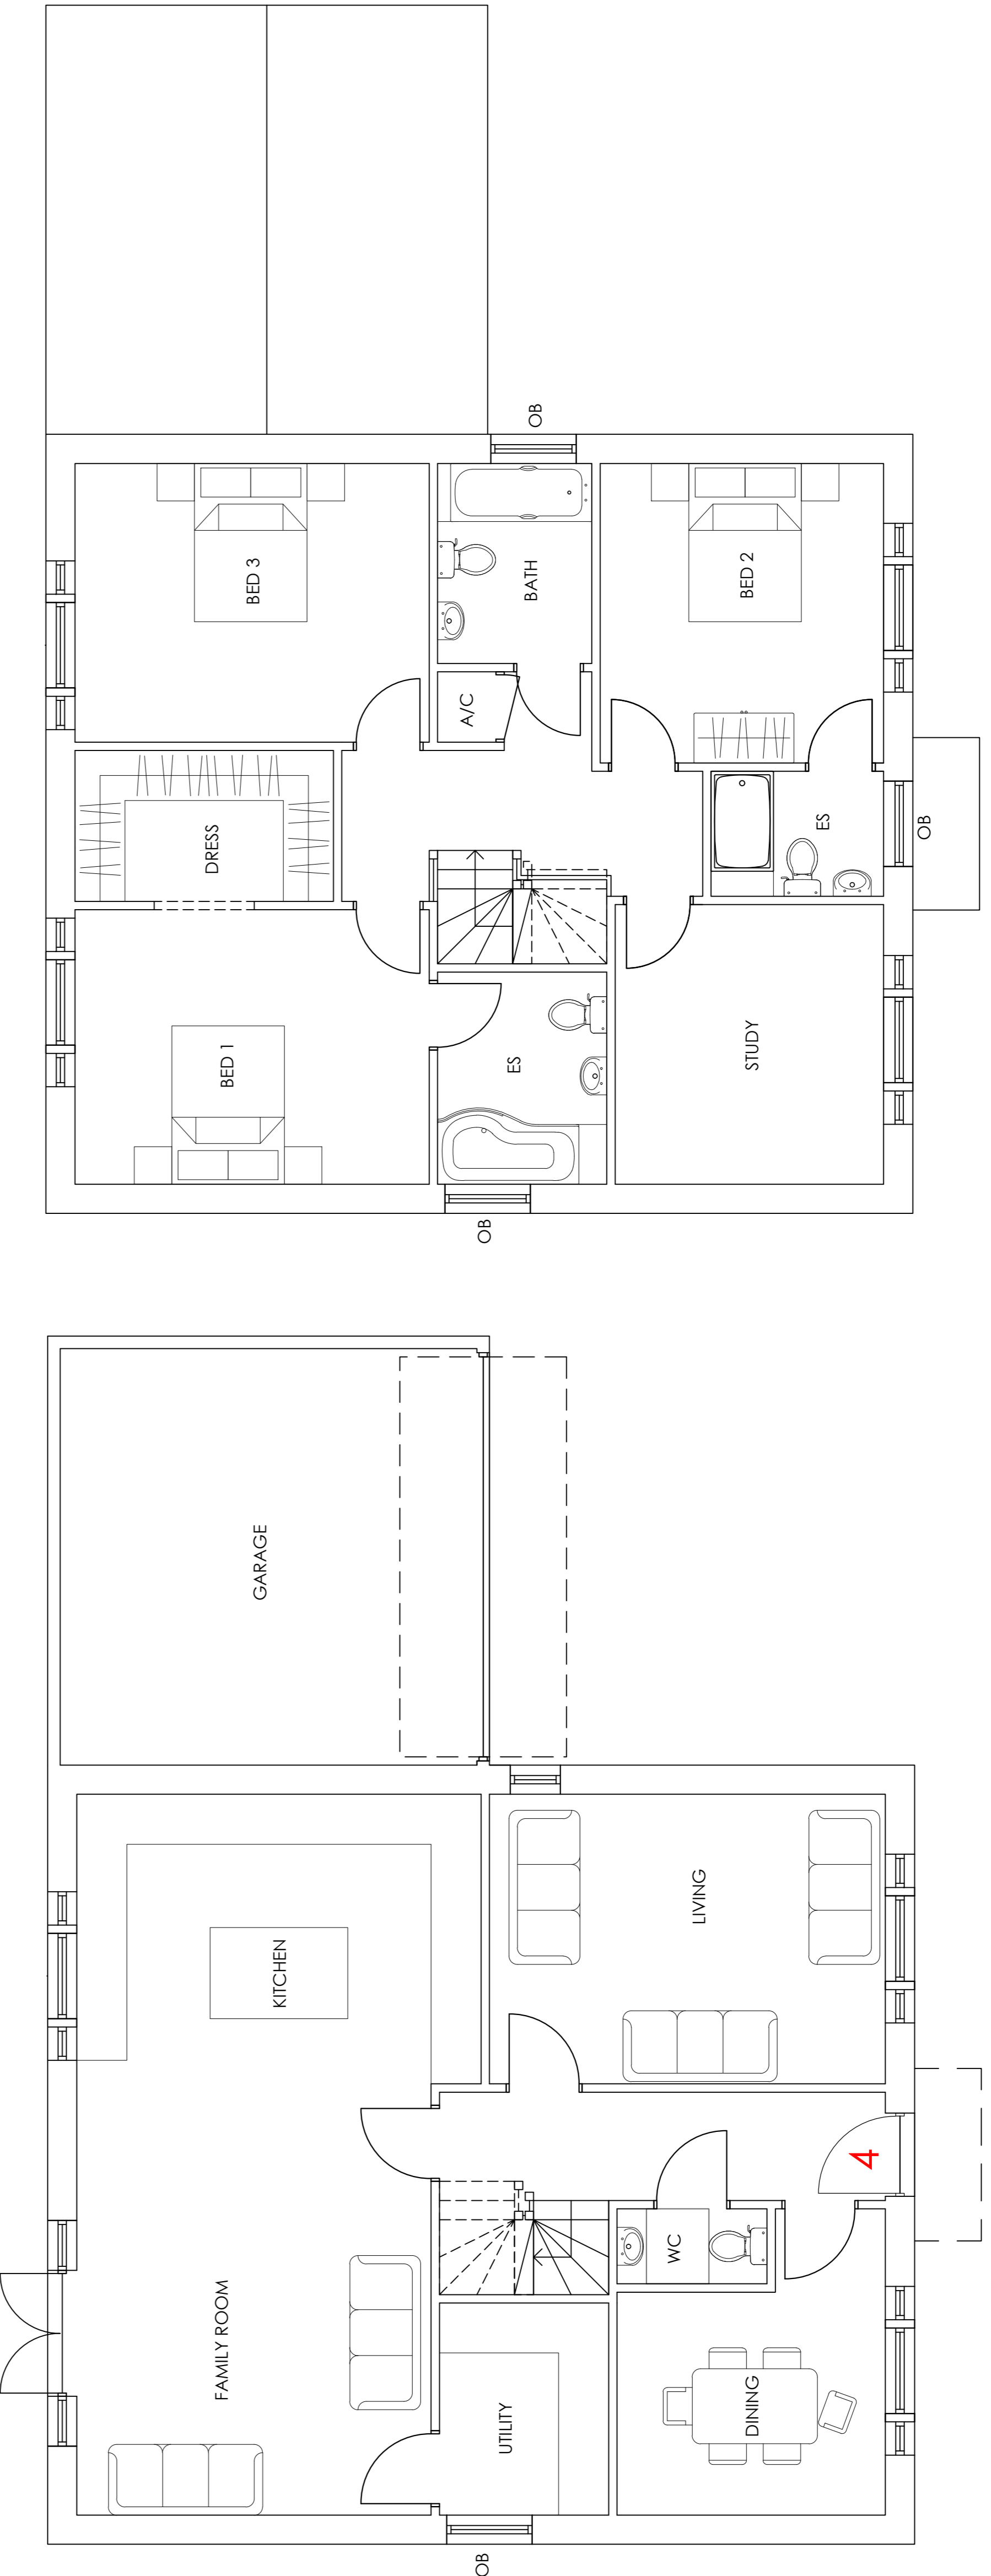 OB
BED 3
BATH
BED 2
A/C
DRESS
ES
OB
BED 1
ES
STUDY
OB
GARAGE
KITCHEN
LIVING
4
WC
FAMILY ROOM
UTILITY
DINING
OB